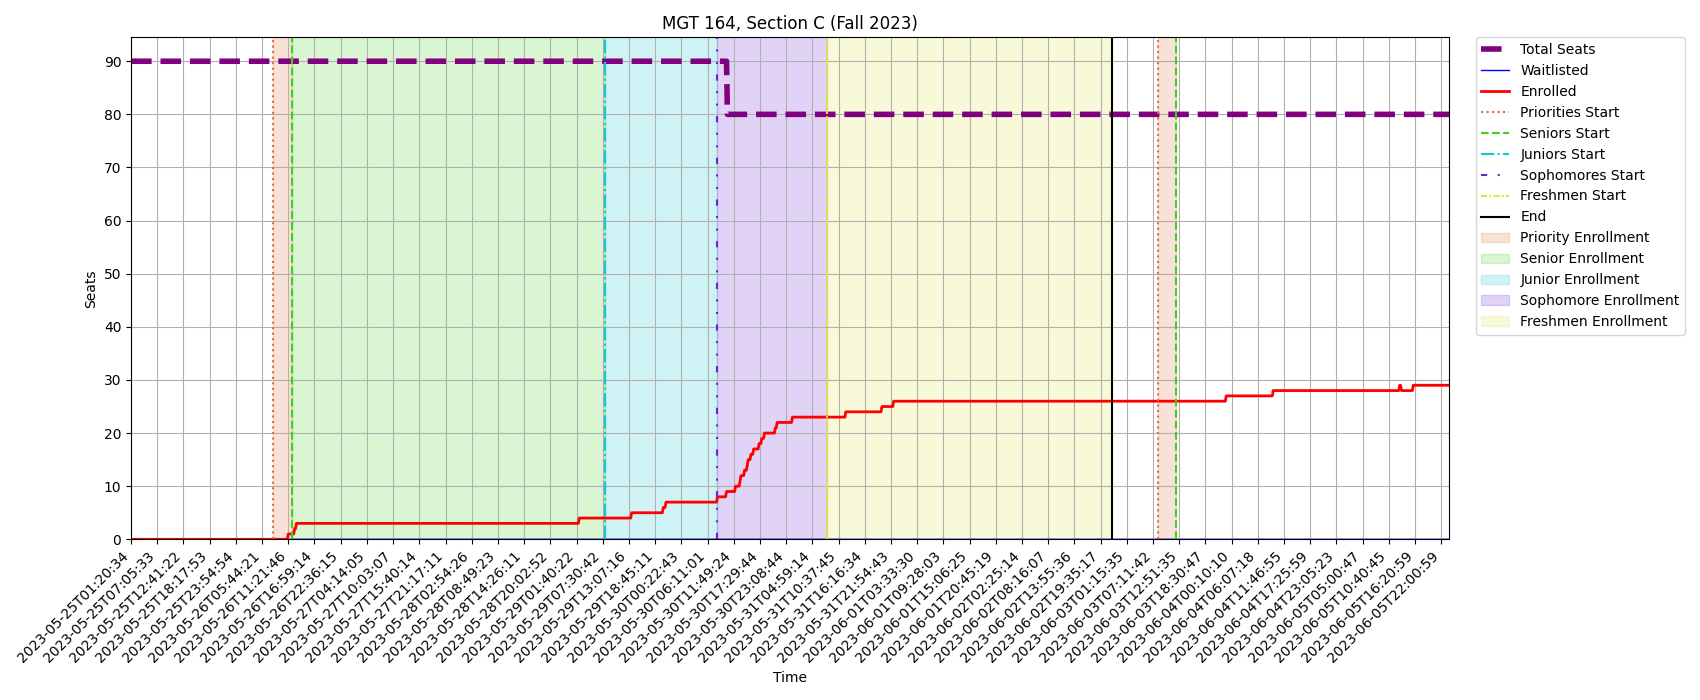 MGT 164, Section C (Fall 2023)
Total Seats
Waitlisted
Enrolled
Priorities Start
Seniors Start
Juniors Start
Sophomores Start
Freshmen Start
End
Priority Enrollment
Senior Enrollment
Junior Enrollment
Sophomore Enrollment
Freshmen Enrollment
Seats
90
80
70
60
50
40
30
20
10
0
2023-05-25T01:20:34
2023-05-25T07:05:33
2023-05-25T12:41:22
2023-05-25T18:17:53
2023-05-25T23:54:54
2023-05-26T05:44:21
2023-05-26T11:21:46
2023-05-26T16:59:14
2023-05-26T22:36:15
2023-05-27T04:14:05
2023-05-27T10:03:07
2023-05-27T15:40:14
2023-05-27T21:17:11
2023-05-28T02:54:26
2023-05-28T08:49:23
2023-05-28T14:26:11
2023-05-28T20:02:52
2023-05-29T01:40:22
2023-05-29T07:30:42
2023-05-29T13:07:16
2023-05-29T18:45:11
2023-05-30T00:22:43
2023-05-30T06:11:01
2023-05-30T11:49:24
2023-05-30T17:29:44
2023-05-30T23:08:44
2023-05-31T04:59:14
2023-05-31T10:37:45
2023-05-31T16:16:34
2023-05-31T21:54:43
2023-06-01T03:33:30
2023-06-01T09:28:03
2023-06-01T15:06:25
2023-06-01T20:45:19
2023-06-02T02:25:14
2023-06-02T08:16:07
2023-06-02T13:55:36
2023-06-02T19:35:17
2023-06-03T01:15:35
2023-06-03T07:11:42
2023-06-03T12:51:35
2023-06-03T18:30:47
2023-06-04T00:10:10
2023-06-04T06:07:18
2023-06-04T11:46:55
2023-06-04T17:25:59
2023-06-04T23:05:23
2023-06-05T05:00:47
2023-06-05T10:40:45
2023-06-05T16:20:59
2023-06-05T22:00:59
Time